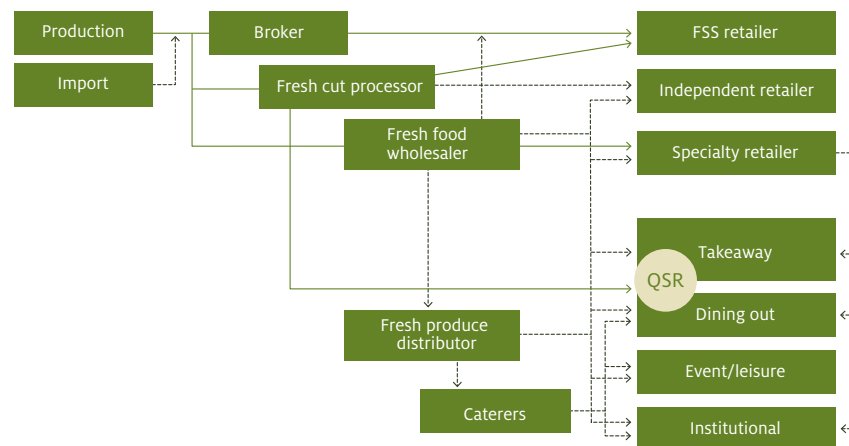 Production
Broker
FSS retailer
Import
Fresh cut processor
Independent retailer
Fresh food
wholesaler
Specialty retailer
Takeaway
QSR
Fresh produce
distributor
Dining out
Event/leisure
Caterers
Institutional